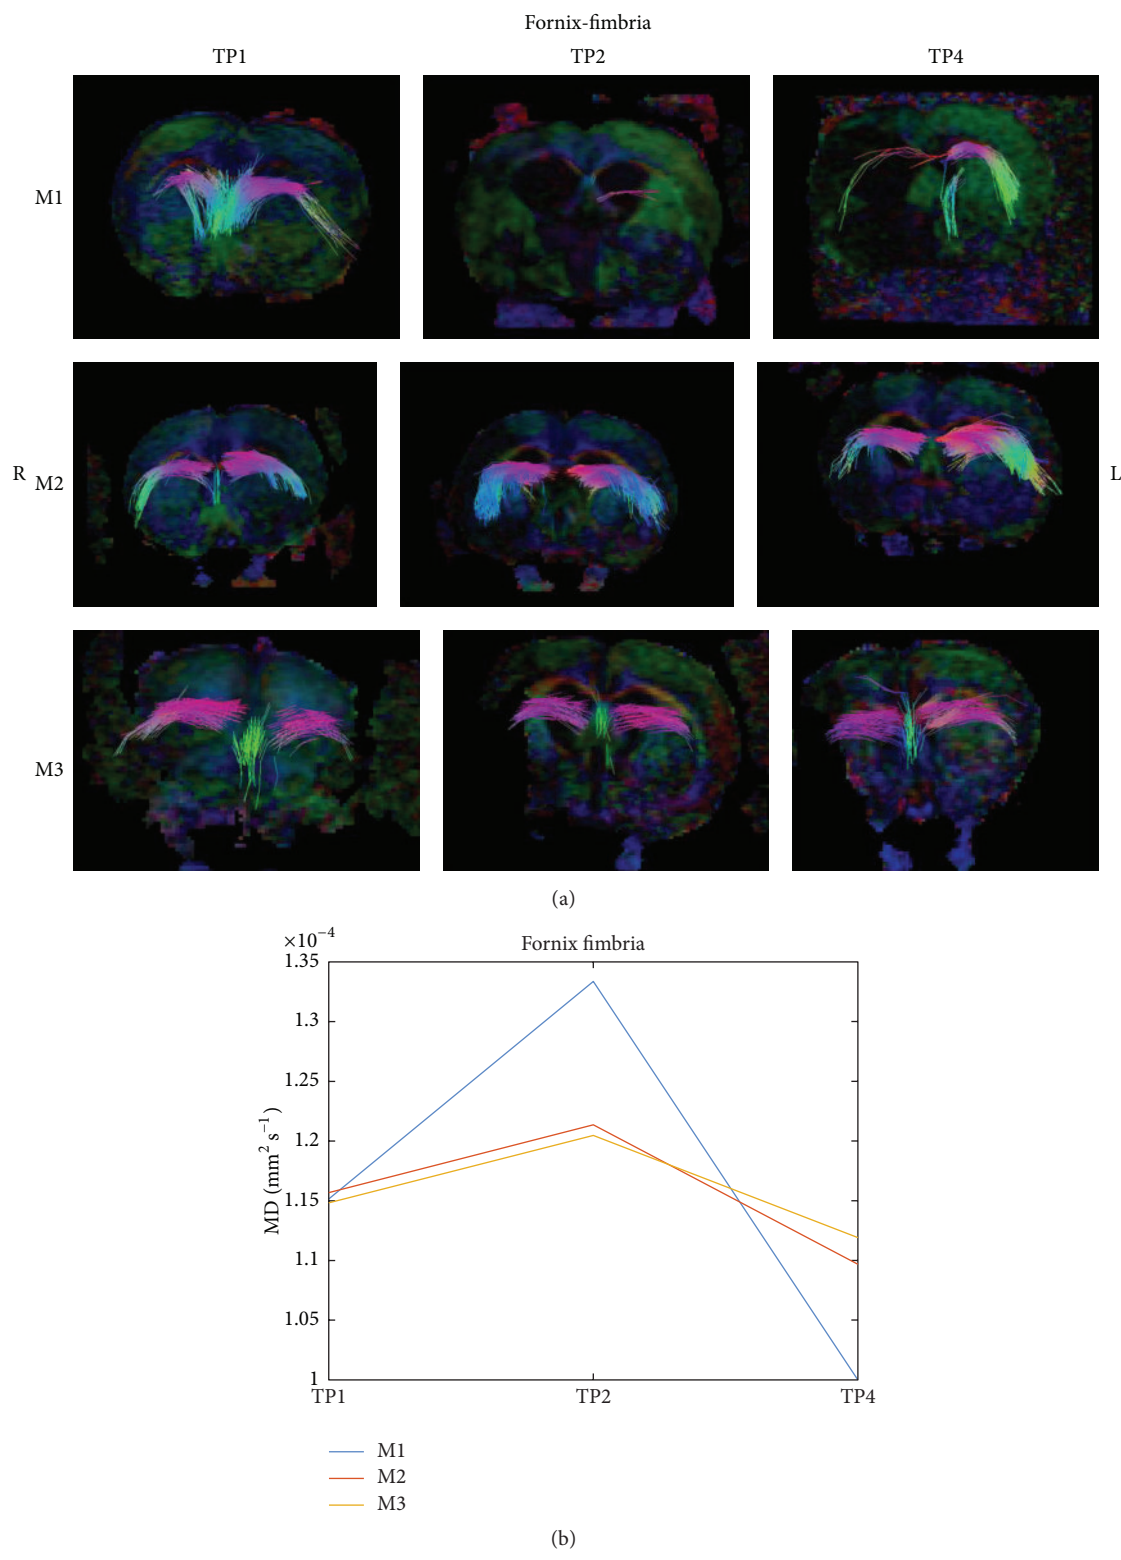 Fornix-fimbria
TP1 TP2 TP4
M1
R M2 L
M3
(a)
Fornix fimbria
×10⁻⁴
1.35
1.3
1.25
1.2
1.15
1.1
1.05
1
MD (mm² s⁻¹)
TP1 TP2 TP4
M1
M2
M3
(b)